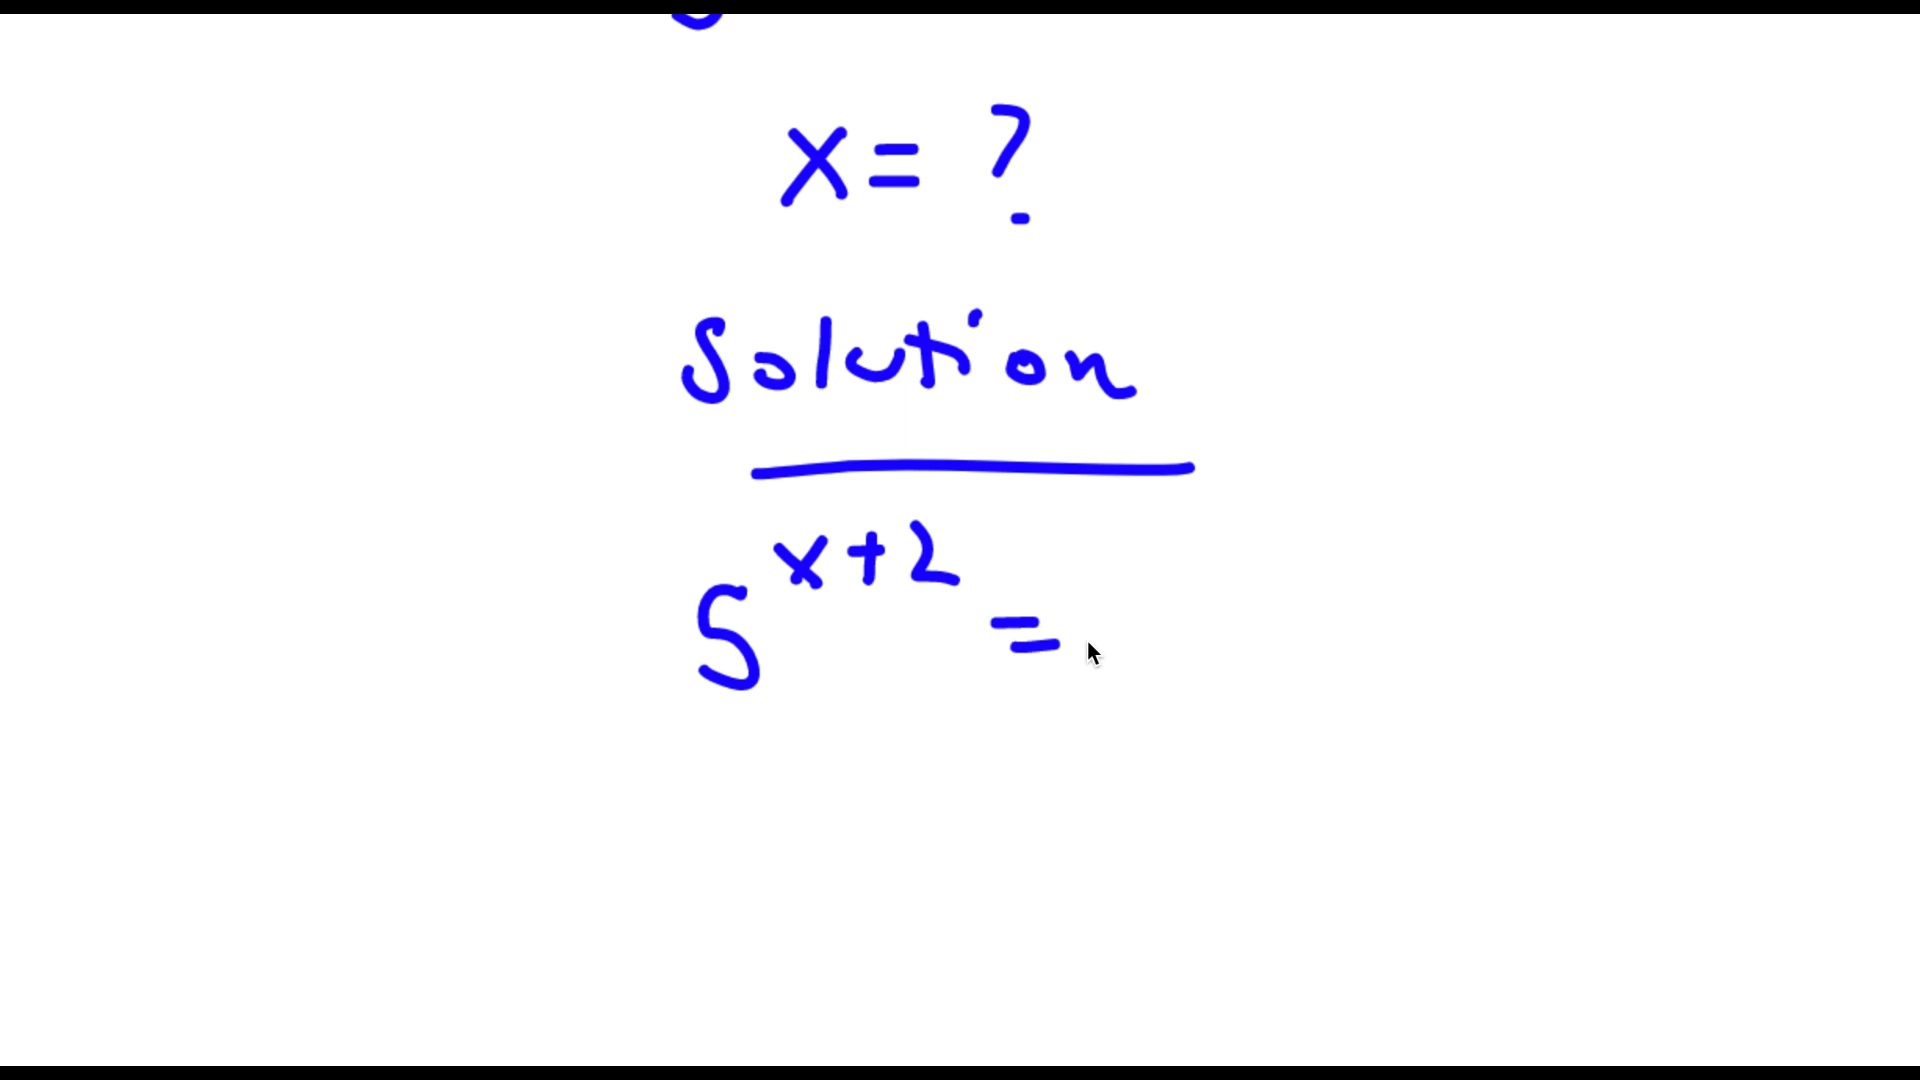 x = ?
Solution
5^{x+2} =